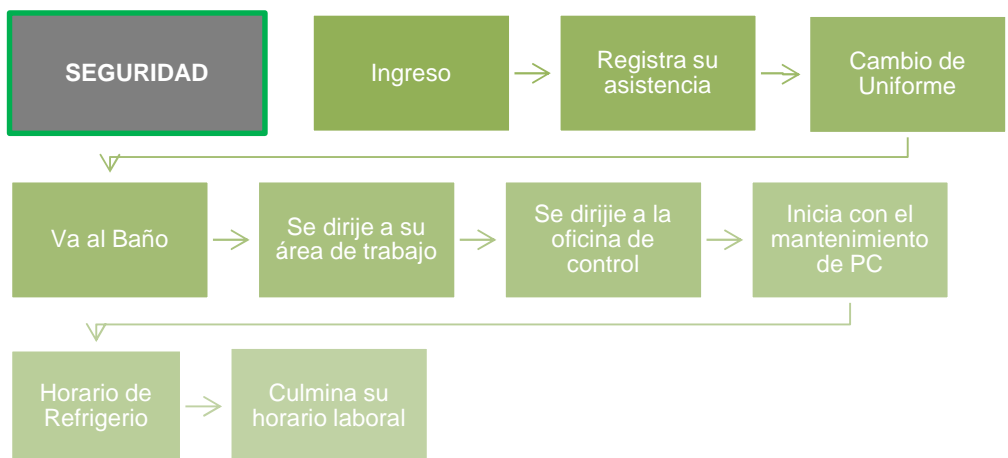 SEGURIDAD
Ingreso
Registra su
asistencia
Cambio de
Uniforme
Va al Baño
Se dirije a su
área de trabajo
Se dirijie a la
oficina de
control
Inicia con el
mantenimiento
de PC
Horario de
Refrigerio
Culmina su
horario laboral